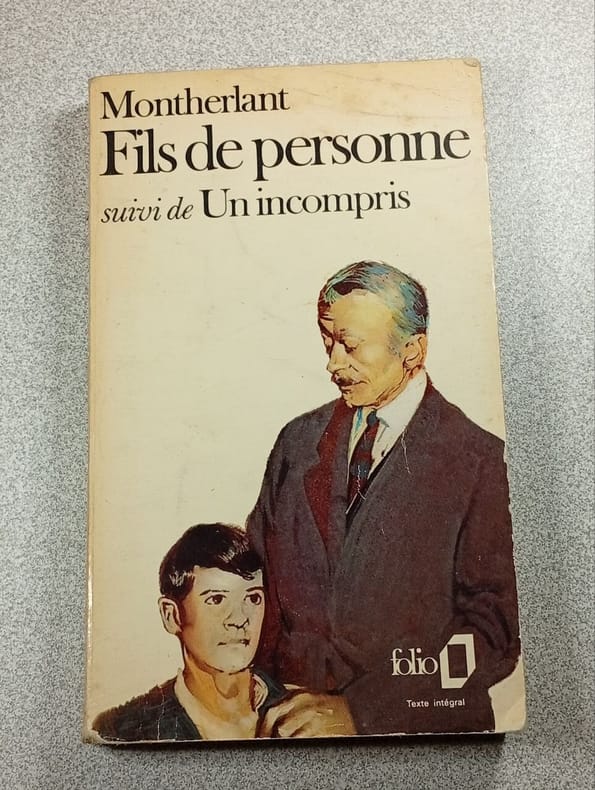 Montherlant
Fils de personne
suivi de Un incompris
folio
Texte intégral